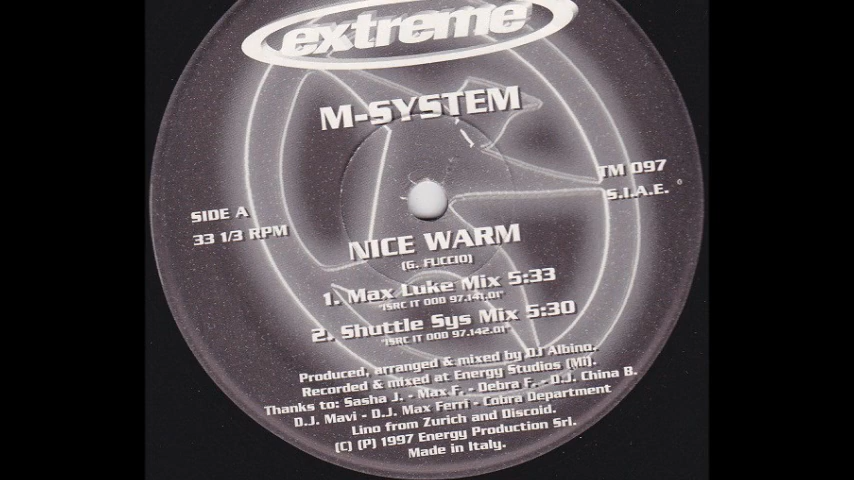 extreme
M-SYSTEM
TM 097
S.I.A.E.
SIDE A
33 1/3 RPM
NICE WARM
(G. FUCCIO)
1. Max Luke Mix 5:33
"ISRC IT 00D 97.141.01"
2. Shuttle Sys Mix 5:30
"ISRC IT 00D 97.142.01"
Produced, arranged & mixed by DJ Albino.
Recorded & mixed at Energy Studios (MI).
Thanks to: Sasha J. - Max F. - Debra F. - D.J. China B.
D.J. Mavi - D.J. Max Ferri - Cobra Department
Lino from Zurich and Discoid.
(C) (P) 1997 Energy Production Srl.
Made in Italy.